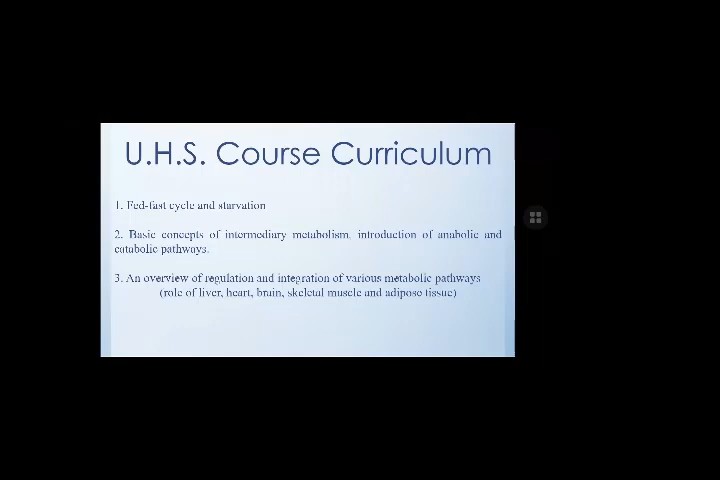 U.H.S. Course Curriculum
1. Fed-fast cycle and starvation
2. Basic concepts of intermediary metabolism, introduction of anabolic and
catabolic pathways.
3. An overview of regulation and integration of various metabolic pathways
(role of liver, heart, brain, skeletal muscle and adipose tissue)